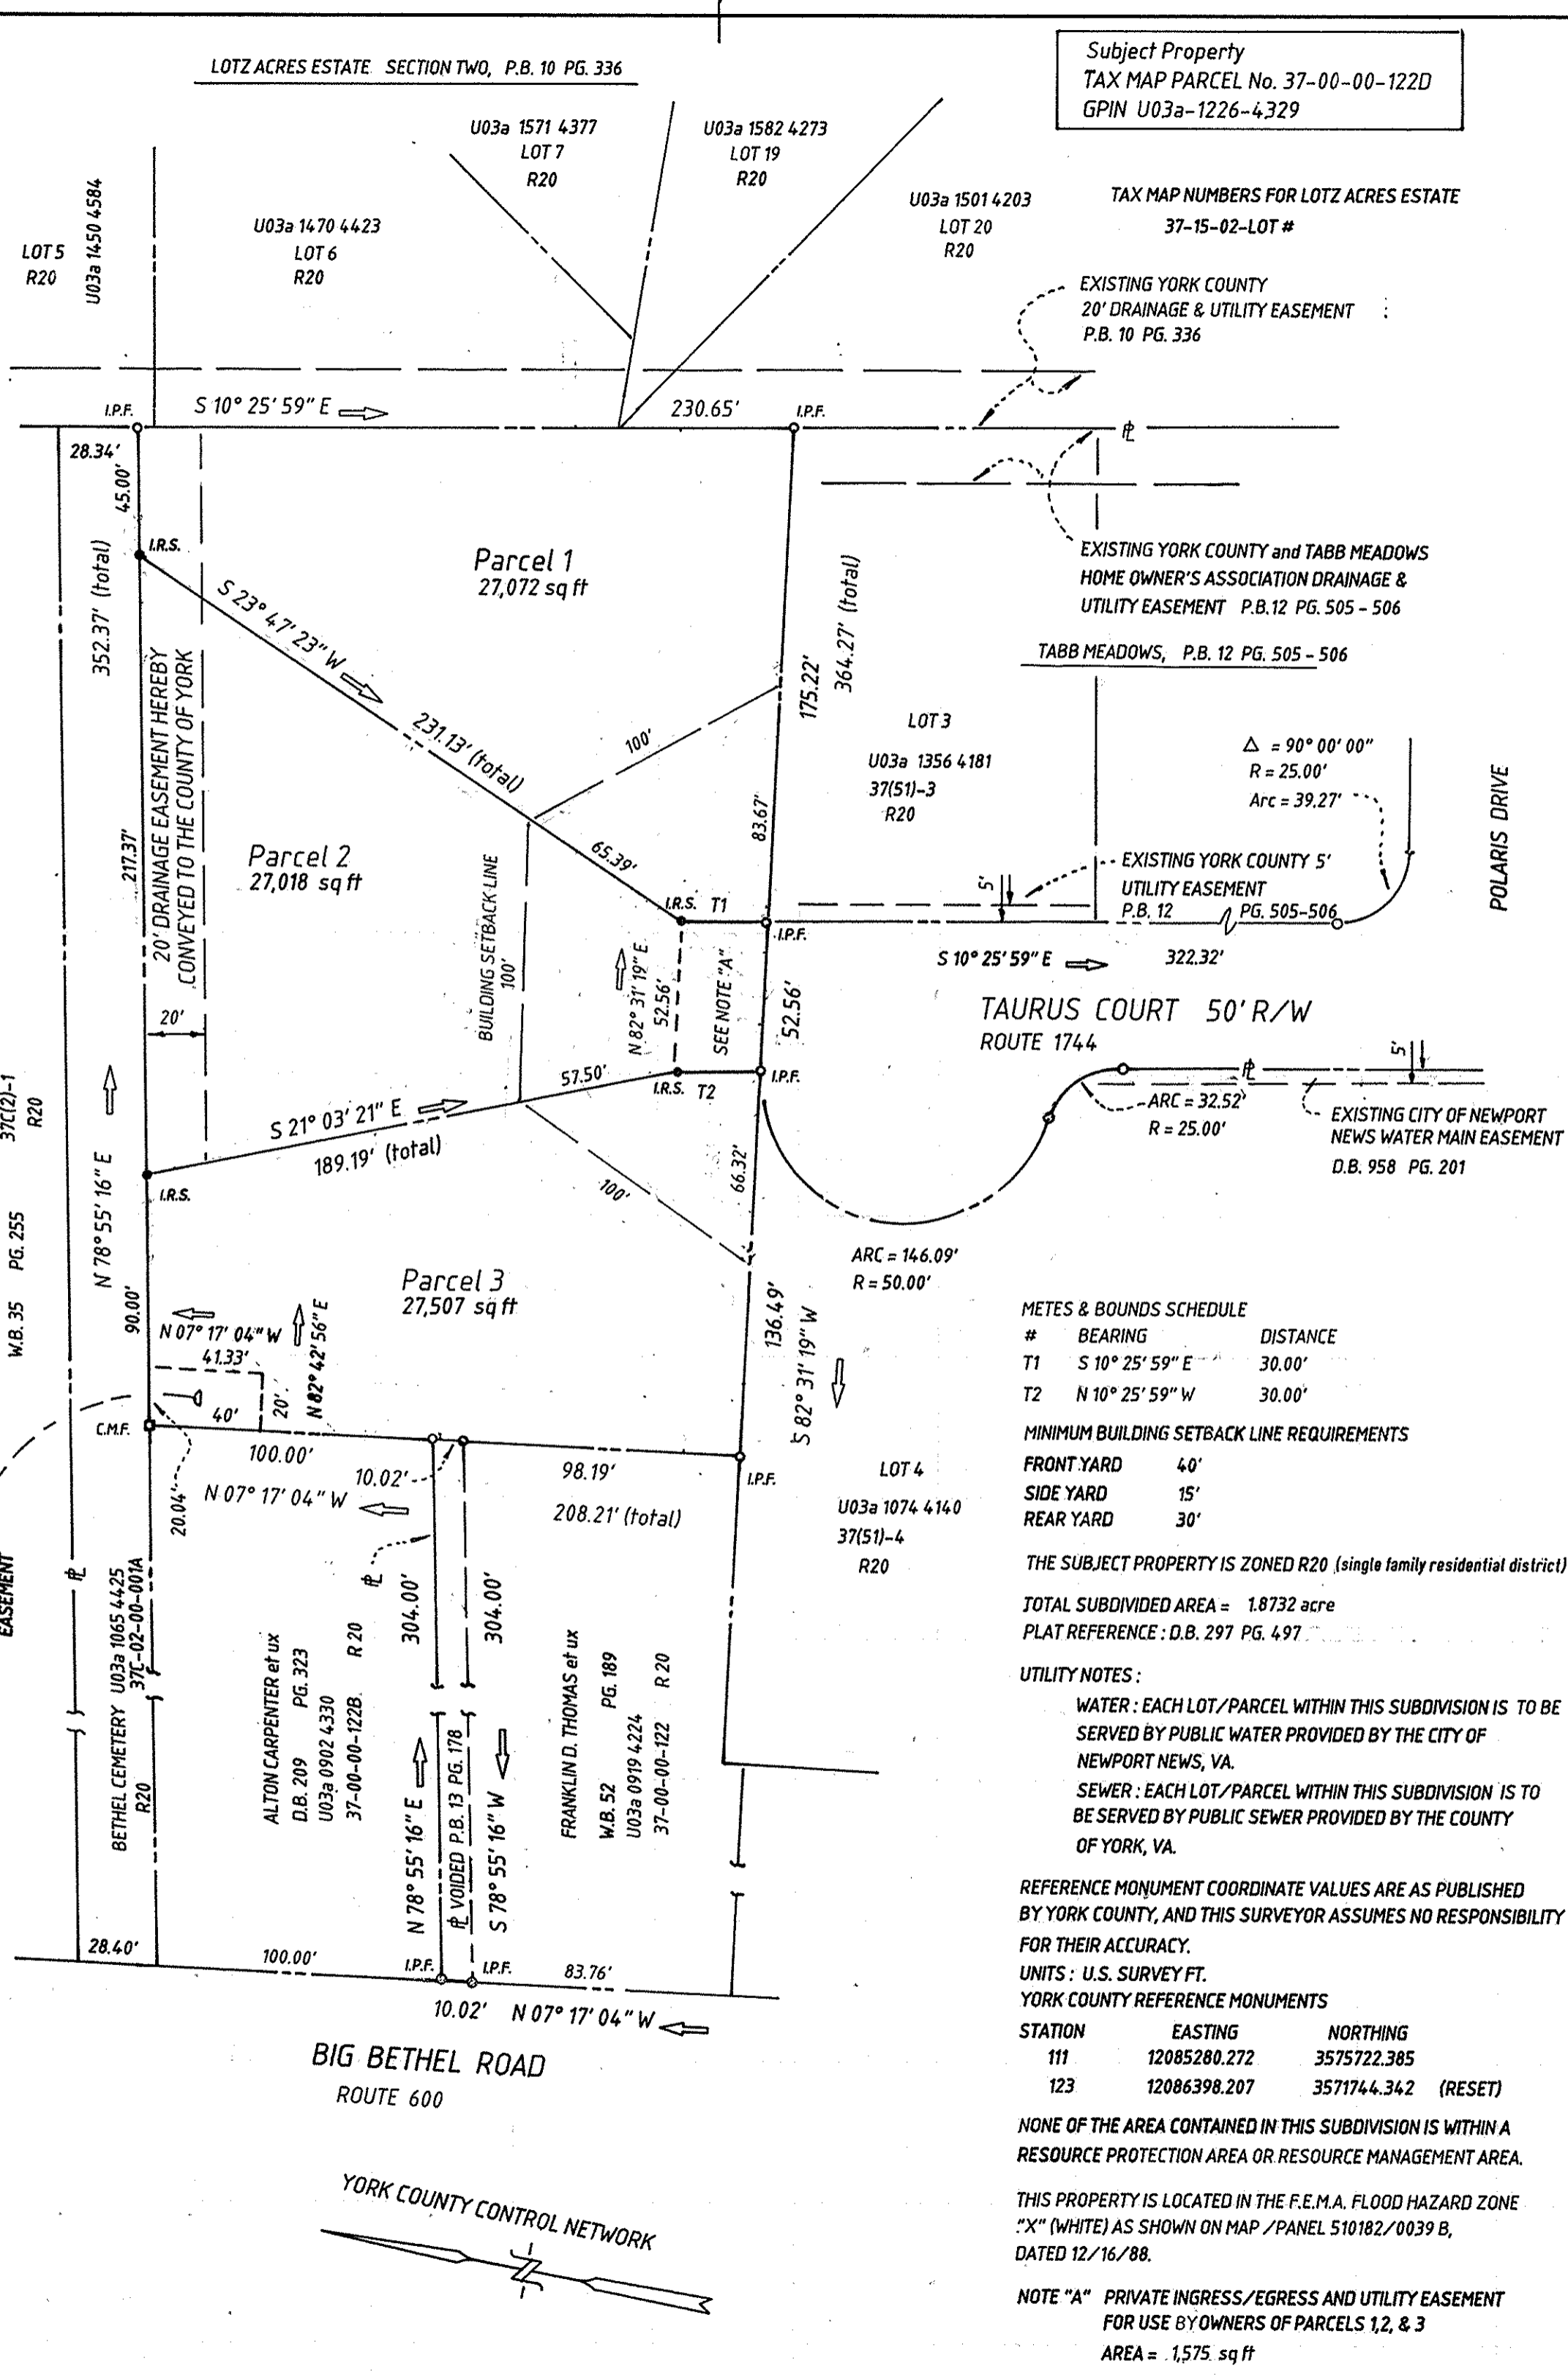 LOTZ ACRES ESTATE SECTION TWO, P.B. 10 PG. 336
Subject Property
TAX MAP PARCEL No. 37-00-00-122D
GPIN U03a-1226-4329
U03a 1571 4377
LOT 7
R20
U03a 1582 4273
LOT 19
R20
U03a 1501 4203
LOT 20
R20
TAX MAP NUMBERS FOR LOTZ ACRES ESTATE
37-15-02-LOT #
LOT 5
R20
U03a 1450 4584
U03a 1470 4423
LOT 6
R20
EXISTING YORK COUNTY
20' DRAINAGE & UTILITY EASEMENT
P.B. 10 PG. 336
I.P.F.
S 10° 25' 59" E
230.65'
I.P.F.
PL
28.34'
45.00'
I.R.S.
352.37' (total)
Parcel 1
27,072 sq ft
S 23° 47' 23" W
231.13' (total)
65.39'
100'
175.22'
364.27' (total)
83.67'
EXISTING YORK COUNTY and TABB MEADOWS
HOME OWNER'S ASSOCIATION DRAINAGE &
UTILITY EASEMENT P.B.12 PG. 505 - 506
TABB MEADOWS, P.B. 12 PG. 505 - 506
LOT 3
U03a 1356 4181
37(51)-3
R20
Δ = 90° 00' 00"
R = 25.00'
Arc = 39.27'
POLARIS DRIVE
20' DRAINAGE EASEMENT HEREBY
CONVEYED TO THE COUNTY OF YORK
217.37'
Parcel 2
27,018 sq ft
BUILDING SETBACK LINE
100'
I.R.S. T1
I.P.F.
5'
EXISTING YORK COUNTY 5'
UTILITY EASEMENT
P.B. 12 PG. 505-506
S 10° 25' 59" E
322.32'
N 82° 31' 19" E
52.56'
SEE NOTE "A"
52.56'
TAURUS COURT 50' R/W
ROUTE 1744
20'
57.50'
I.R.S. T2
I.P.F.
S 21° 03' 21" E
189.19' (total)
I.R.S.
100'
66.32'
PL
5'
ARC = 32.52'
R = 25.00'
EXISTING CITY OF NEWPORT
NEWS WATER MAIN EASEMENT
D.B. 958 PG. 201
37C(2)-1
R20
W.B. 35 PG. 255
N 78° 55' 16" E
90.00'
ARC = 146.09'
R = 50.00'
Parcel 3
27,507 sq ft
136.49'
S 82° 31' 19" W
N 07° 17' 04" W
41.33'
N 82° 42' 56" E
20'
40'
C.M.F.
100.00'
10.02'
98.19'
I.P.F.
N 07° 17' 04" W
208.21' (total)
20.04'
EASEMENT
METES & BOUNDS SCHEDULE
# BEARING DISTANCE
T1 S 10° 25' 59" E 30.00'
T2 N 10° 25' 59" W 30.00'
MINIMUM BUILDING SETBACK LINE REQUIREMENTS
FRONT YARD 40'
SIDE YARD 15'
REAR YARD 30'
LOT 4
U03a 1074 4140
37(51)-4
R20
THE SUBJECT PROPERTY IS ZONED R20 (single family residential district)
TOTAL SUBDIVIDED AREA = 1.8732 acre
PLAT REFERENCE : D.B. 297 PG. 497
PL
BETHEL CEMETERY U03a 1065 4425
37C-02-00-001A
R20
ALTON CARPENTER et ux
D.B. 209 PG. 323
U03a 0902 4330
37-00-00-122B R 20
PL
304.00'
304.00'
N 78° 55' 16" E
PL VOIDED P.B. 13 PG. 178
S 78° 55' 16" W
FRANKLIN D. THOMAS et ux
W.B. 52 PG. 189
U03a 0919 4224
37-00-00-122 R 20
UTILITY NOTES :
WATER : EACH LOT/PARCEL WITHIN THIS SUBDIVISION IS TO BE
SERVED BY PUBLIC WATER PROVIDED BY THE CITY OF
NEWPORT NEWS, VA.
SEWER : EACH LOT/PARCEL WITHIN THIS SUBDIVISION IS TO
BE SERVED BY PUBLIC SEWER PROVIDED BY THE COUNTY
OF YORK, VA.
REFERENCE MONUMENT COORDINATE VALUES ARE AS PUBLISHED
BY YORK COUNTY, AND THIS SURVEYOR ASSUMES NO RESPONSIBILITY
FOR THEIR ACCURACY.
UNITS : U.S. SURVEY FT.
YORK COUNTY REFERENCE MONUMENTS
STATION EASTING NORTHING
111 12085280.272 3575722.385
123 12086398.207 3571744.342 (RESET)
28.40'
100.00'
I.P.F.
I.P.F.
83.76'
10.02' N 07° 17' 04" W
BIG BETHEL ROAD
ROUTE 600
NONE OF THE AREA CONTAINED IN THIS SUBDIVISION IS WITHIN A
RESOURCE PROTECTION AREA OR RESOURCE MANAGEMENT AREA.
YORK COUNTY CONTROL NETWORK
N
THIS PROPERTY IS LOCATED IN THE F.E.M.A. FLOOD HAZARD ZONE
"X" (WHITE) AS SHOWN ON MAP /PANEL 510182/0039 B,
DATED 12/16/88.
NOTE "A" PRIVATE INGRESS/EGRESS AND UTILITY EASEMENT
FOR USE BY OWNERS OF PARCELS 1,2, & 3
AREA = 1,575 sq ft